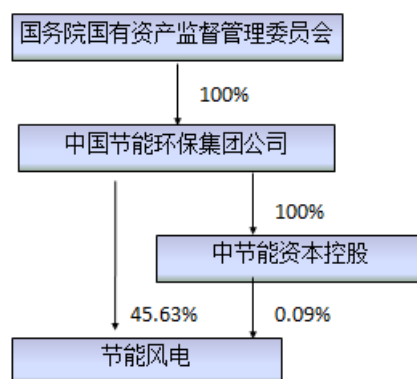 国务院国有资产监督管理委员会
100%
中国节能环保集团公司
100%
中节能资本控股
45.63%
0.09%
节能风电